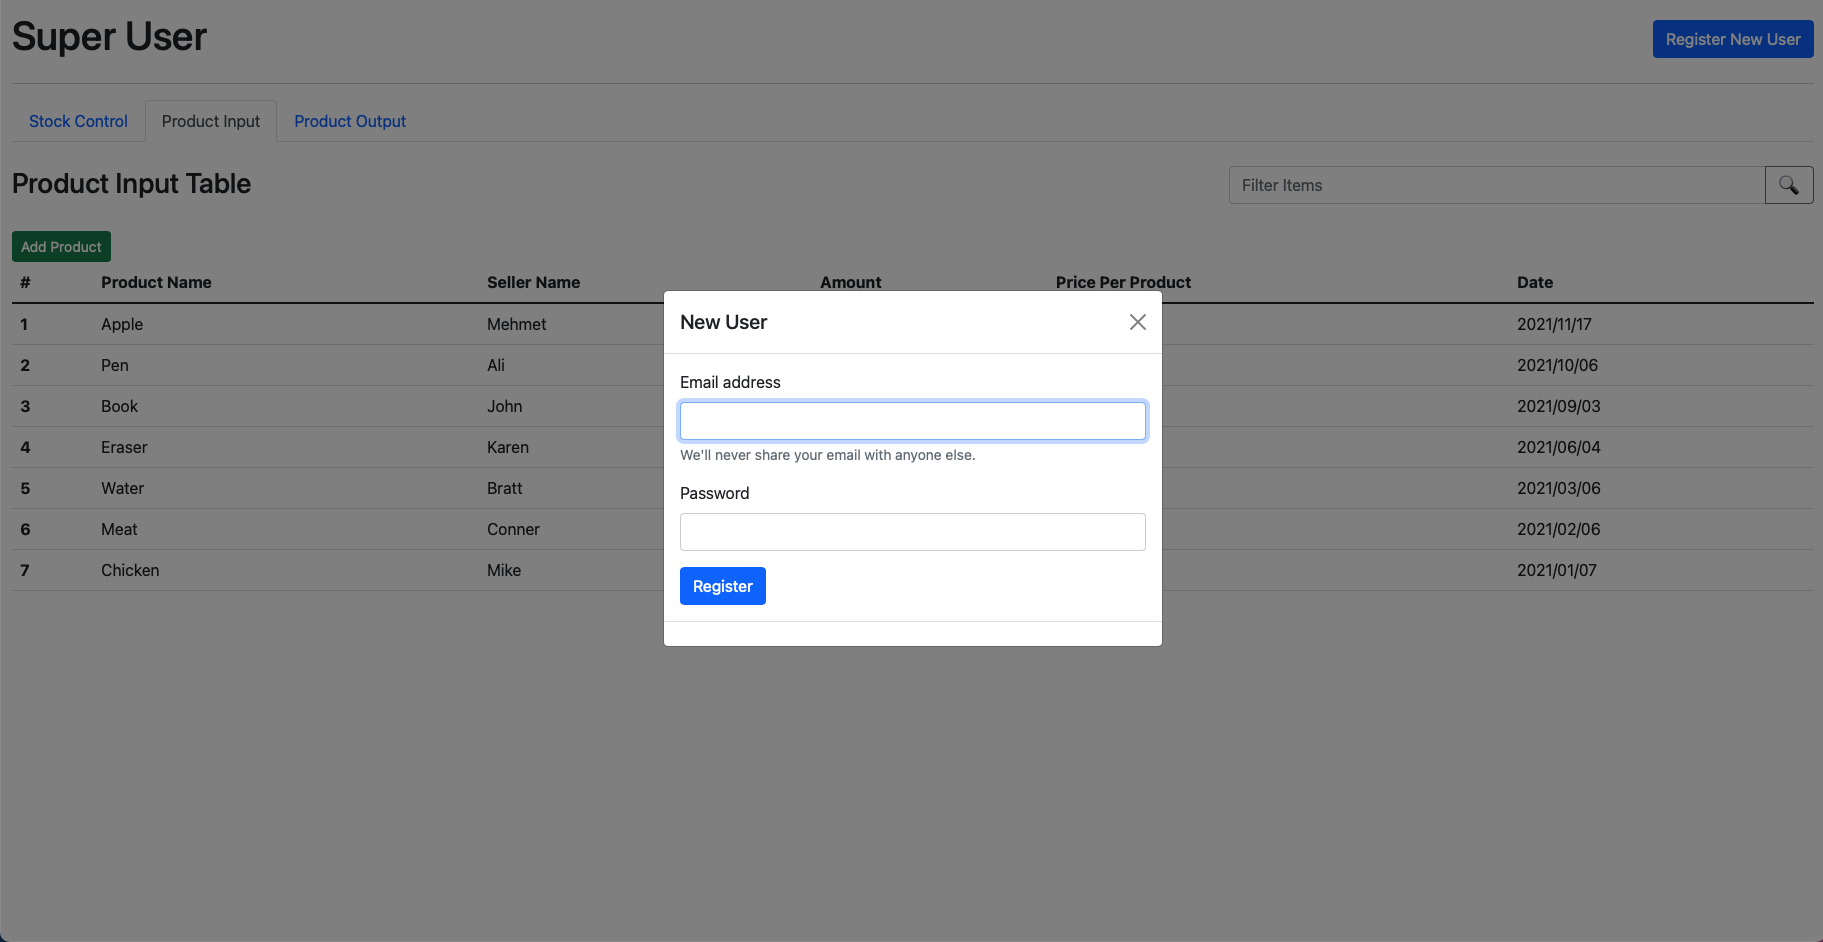 Super User
Register New User
Stock Control Product Input Product Output
Product Input Table
Filter Items
Add Product
# Product Name Seller Name Amount Price Per Product Date
1 Apple Mehmet 2021/11/17
2 Pen Ali 2021/10/06
3 Book John 2021/09/03
4 Eraser Karen 2021/06/04
5 Water Bratt 2021/03/06
6 Meat Conner 2021/02/06
7 Chicken Mike 2021/01/07
New User
Email address
We'll never share your email with anyone else.
Password
Register